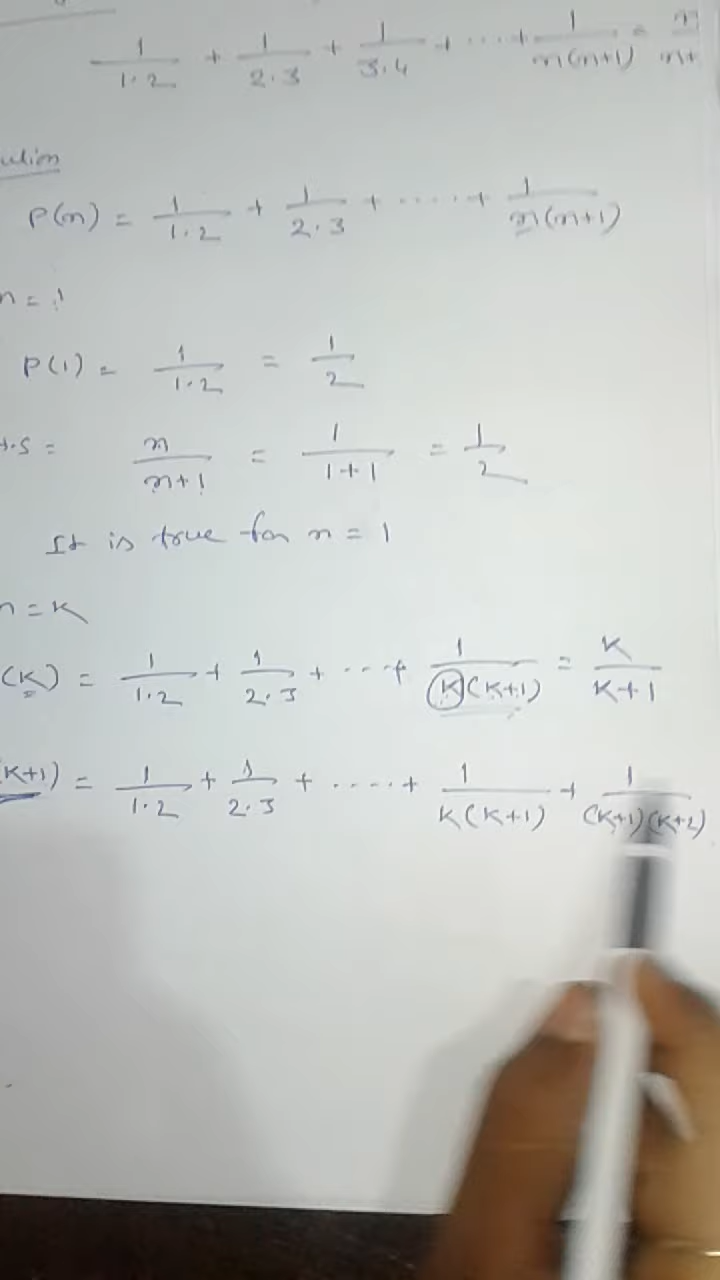 1/1·2 + 1/2·3 + 1/3·4 + ····+ 1/n(n+1) = n/n+
ution
P(n) = 1/1·2 + 1/2·3 + ····· + 1/n(n+1)
n = 1
P(1) = 1/1·2 = 1/2
H·S = n/n+1 = 1/1+1 = 1/2
It is true for n = 1
n = K
(K) = 1/1·2 + 1/2·3 + ···+ 1/K(K+1) = K/K+1
(K+1) = 1/1·2 + 1/2·3 + ····+ 1/K(K+1) + 1/(K+1)(K+2)